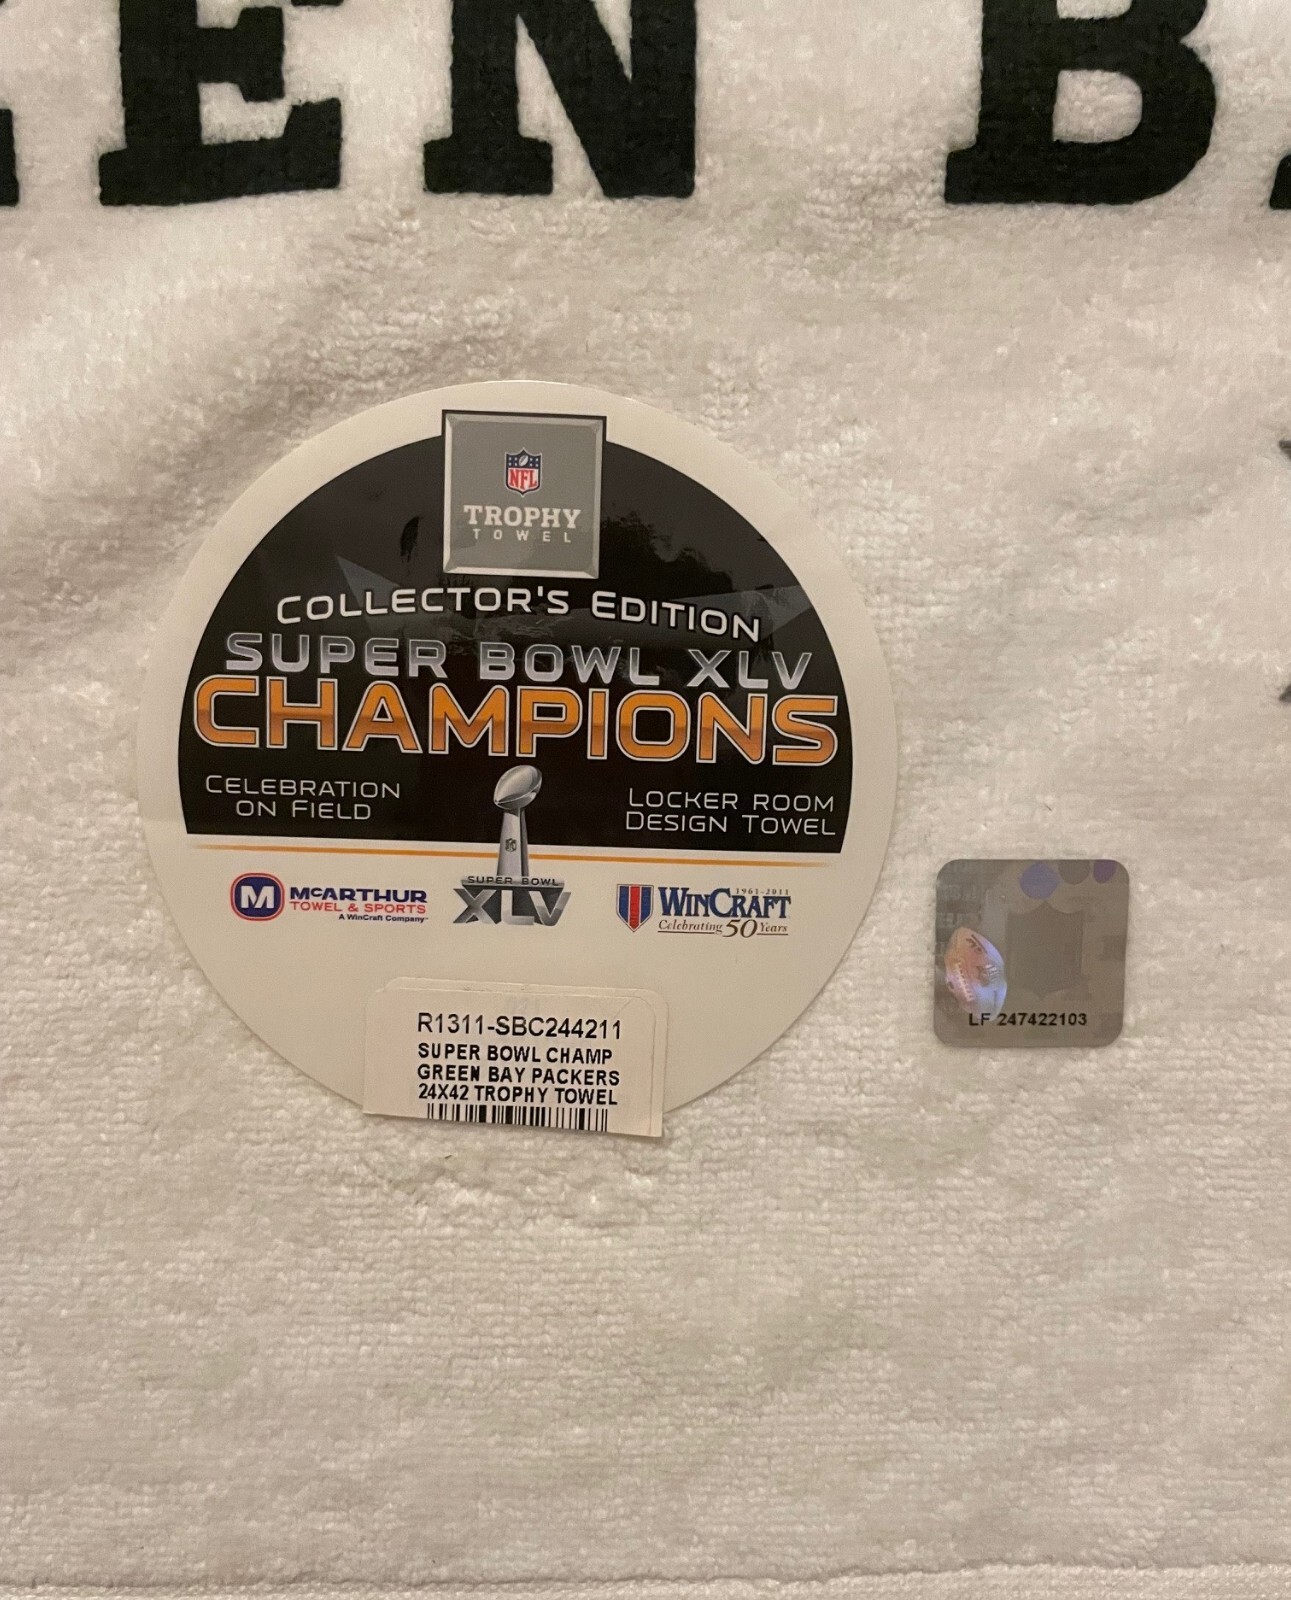 EN B
NFL
TROPHY
TOWEL
COLLECTOR'S EDITION
SUPER BOWL XLV
CHAMPIONS
CELEBRATION
ON FIELD
LOCKER ROOM
DESIGN TOWEL
NFL
M
McARTHUR
TOWEL & SPORTS
A WinCraft Company
SUPER BOWL
XLV
1961-2011
WINCRAFT
Celebrating 50 Years
R1311-SBC244211
SUPER BOWL CHAMP
GREEN BAY PACKERS
24X42 TROPHY TOWEL
LF 247422103